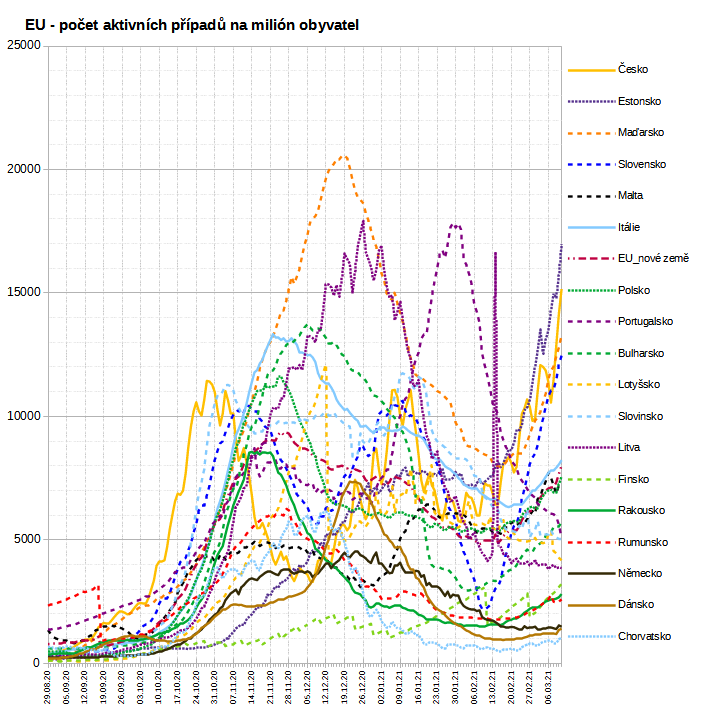 EU - počet aktivních případů na milión obyvatel
25000
20000
15000
10000
5000
0
29.08.20
05.09.20
12.09.20
19.09.20
26.09.20
03.10.20
10.10.20
17.10.20
24.10.20
31.10.20
07.11.20
14.11.20
21.11.20
28.11.20
05.12.20
12.12.20
19.12.20
26.12.20
02.01.21
09.01.21
16.01.21
23.01.21
30.01.21
06.02.21
13.02.21
20.02.21
27.02.21
06.03.21
Česko
Estonsko
Maďarsko
Slovensko
Malta
Itálie
EU_nové země
Polsko
Portugalsko
Bulharsko
Lotyšsko
Slovinsko
Litva
Finsko
Rakousko
Rumunsko
Německo
Dánsko
Chorvatsko